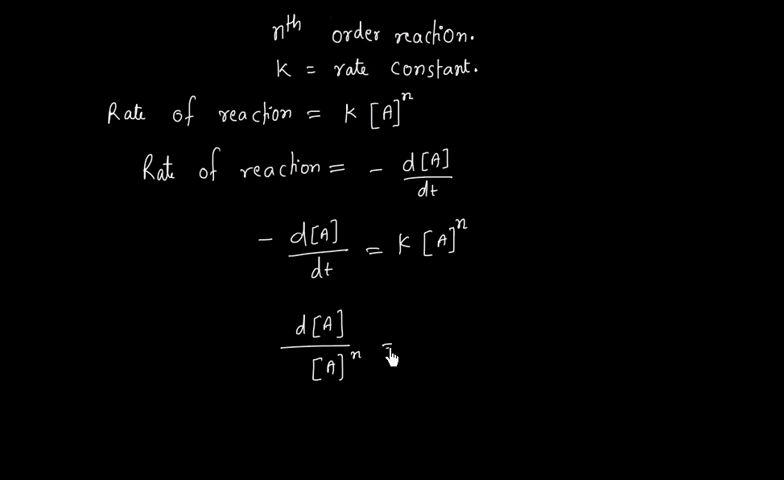 nth order reaction.
K = rate constant.
Rate of reaction = K [A]^n
Rate of reaction = - d[A]/dt
- d[A]/dt = K [A]^n
d[A]/[A]^n =